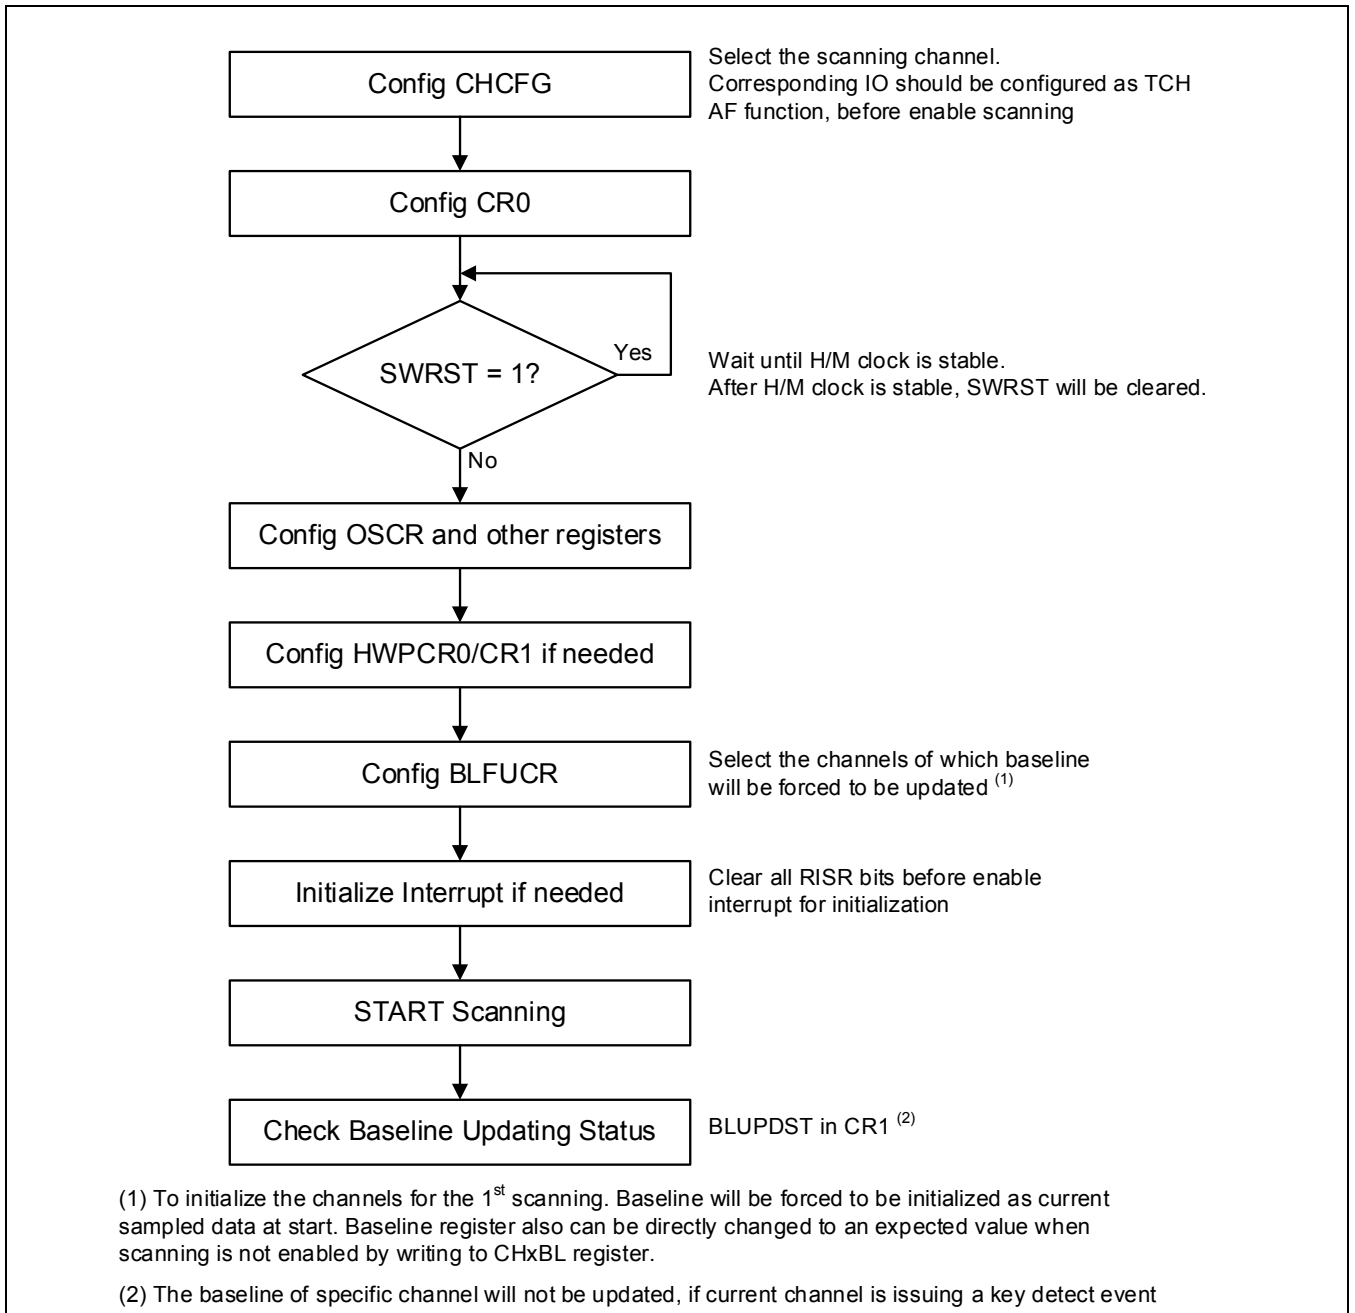 Config CHCFG
Select the scanning channel.
Corresponding IO should be configured as TCH
AF function, before enable scanning
Config CR0
SWRST = 1?
Yes
Wait until H/M clock is stable.
After H/M clock is stable, SWRST will be cleared.
No
Config OSCR and other registers
Config HWPCR0/CR1 if needed
Config BLFUCR
Select the channels of which baseline
will be forced to be updated (1)
Initialize Interrupt if needed
Clear all RISR bits before enable
interrupt for initialization
START Scanning
Check Baseline Updating Status
BLUPDST in CR1 (2)
(1) To initialize the channels for the 1st scanning. Baseline will be forced to be initialized as current
sampled data at start. Baseline register also can be directly changed to an expected value when
scanning is not enabled by writing to CHxBL register.
(2) The baseline of specific channel will not be updated, if current channel is issuing a key detect event